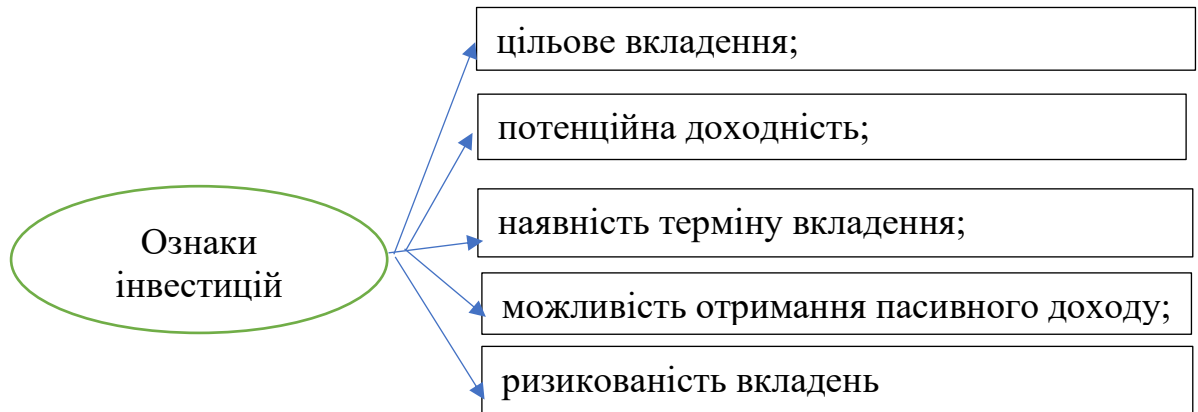 цільове вкладення;
потенційна доходність;
наявність терміну вкладення;
Ознаки
інвестицій
можливість отримання пасивного доходу;
ризикованість вкладень